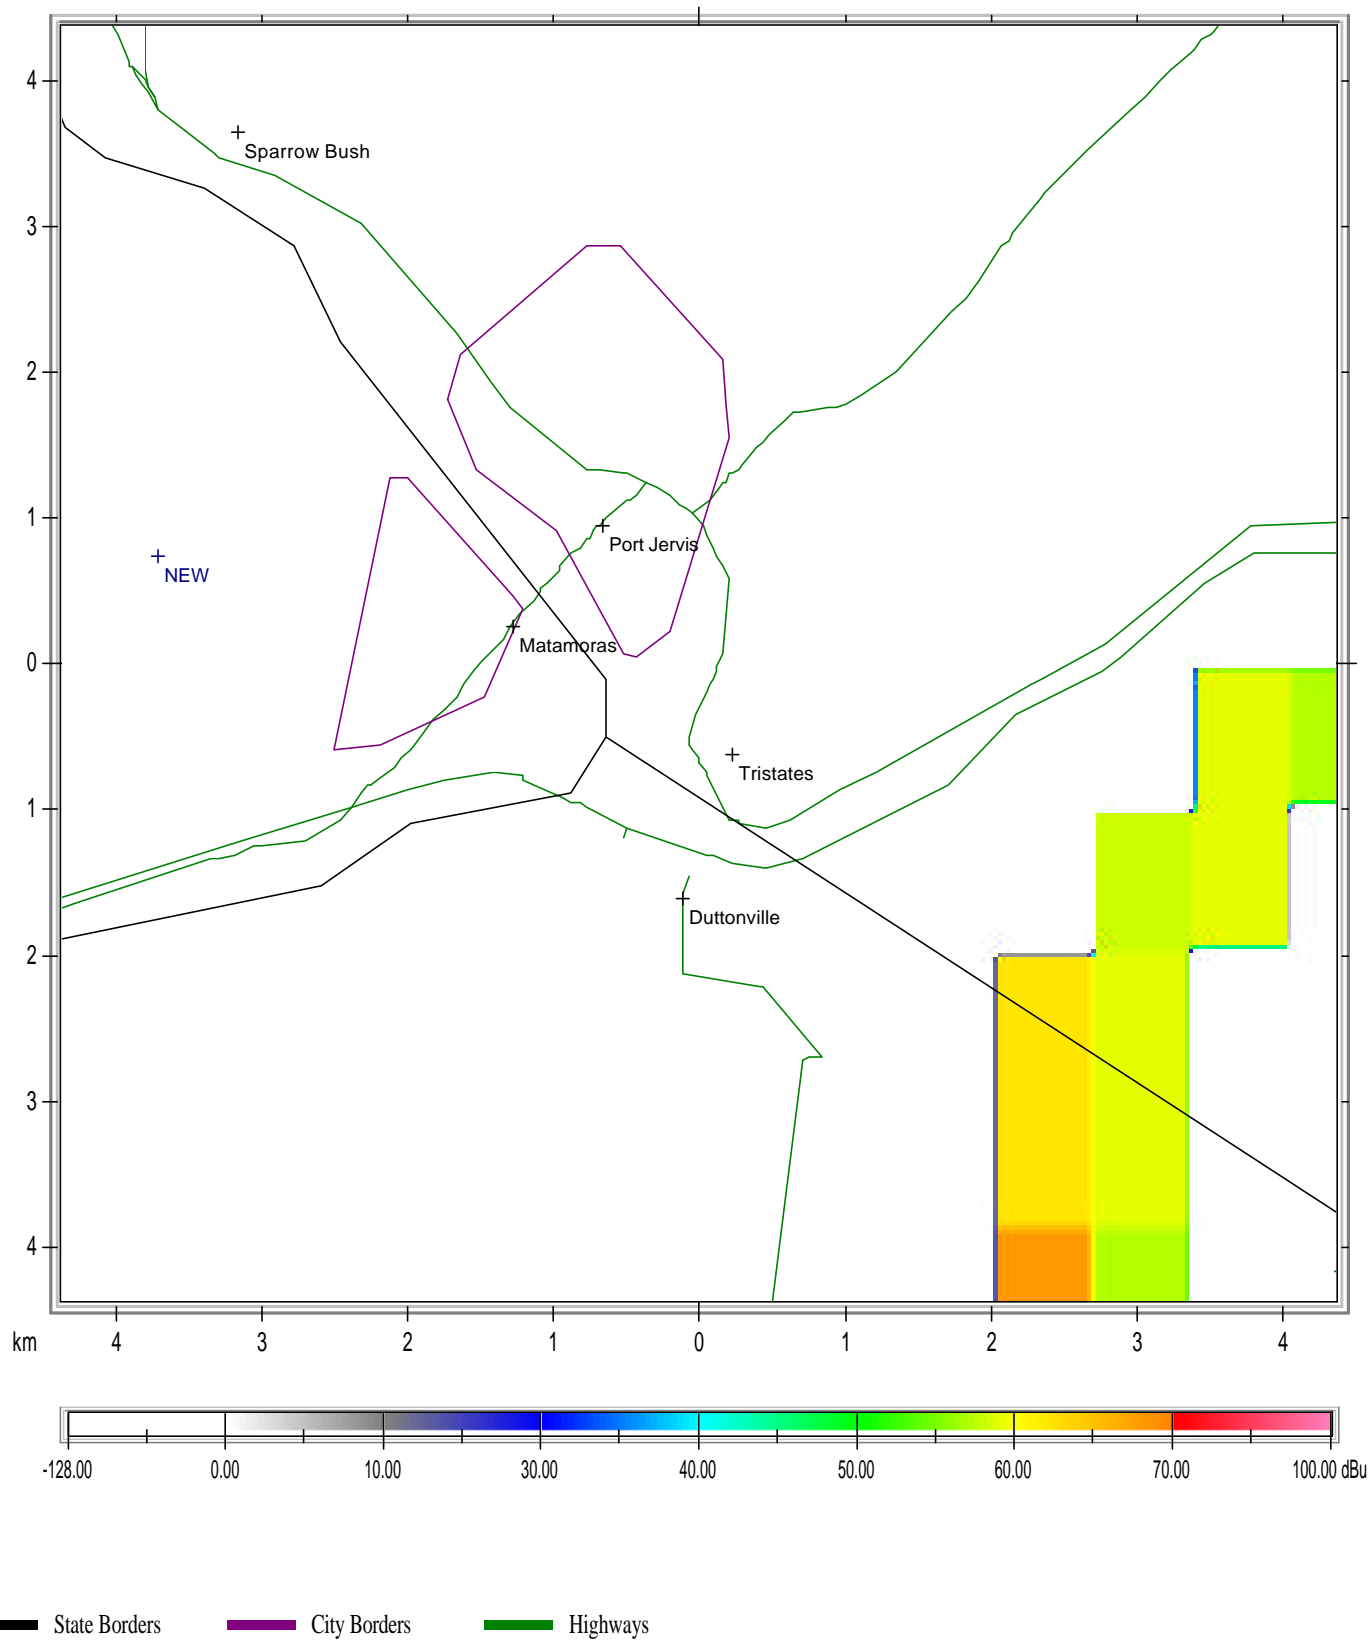 4
Sparrow Bush
3
2
1
Port Jervis
NEW
Matamoras
0
Tristates
1
Duttonville
2
3
4
km 4 3 2 1 0 1 2 3 4
-128.00 0.00 10.00 30.00 40.00 50.00 60.00 70.00 100.00 dBu
State Borders City Borders Highways